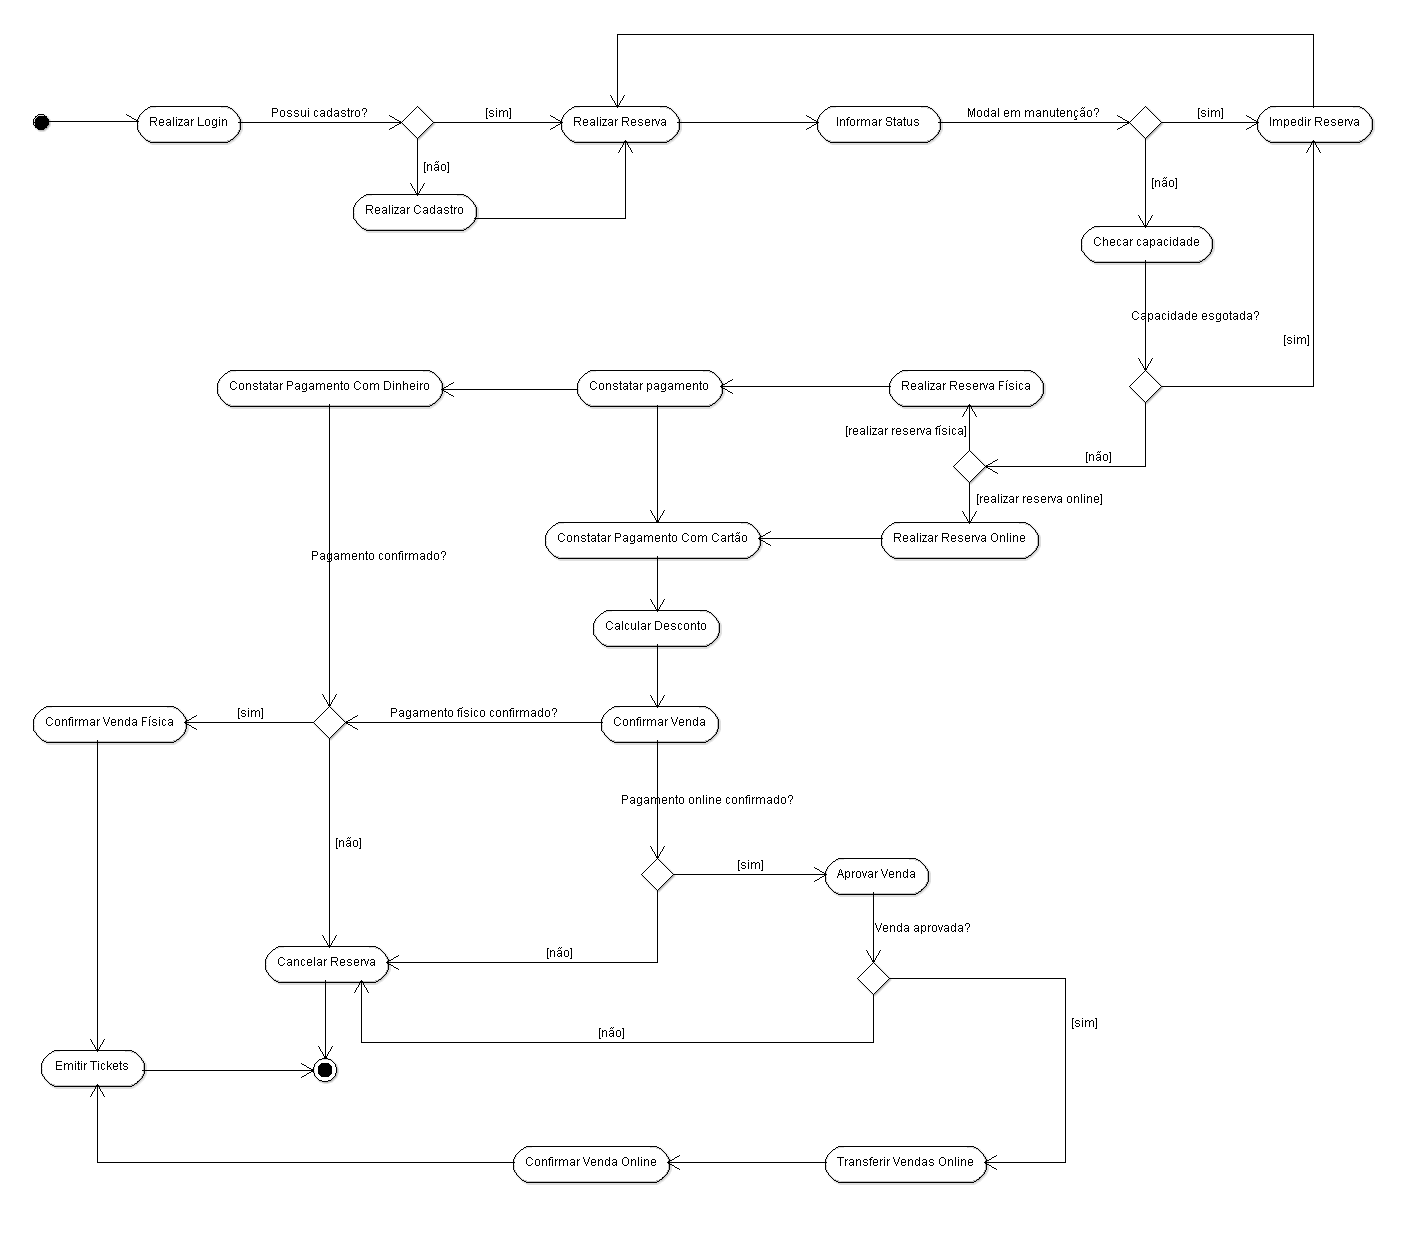 Realizar Login
Possui cadastro?
[sim]
Realizar Reserva
Informar Status
Modal em manutenção?
[sim]
Impedir Reserva
[não]
Realizar Cadastro
[não]
Checar capacidade
Capacidade esgotada?
[sim]
Constatar Pagamento Com Dinheiro
Constatar pagamento
Realizar Reserva Física
[realizar reserva física]
[não]
[realizar reserva online]
Constatar Pagamento Com Cartão
Realizar Reserva Online
Pagamento confirmado?
Calcular Desconto
Confirmar Venda Física
[sim]
Pagamento físico confirmado?
Confirmar Venda
Pagamento online confirmado?
[não]
[sim]
Aprovar Venda
Venda aprovada?
Cancelar Reserva
[não]
[não]
[sim]
Emitir Tickets
Confirmar Venda Online
Transferir Vendas Online